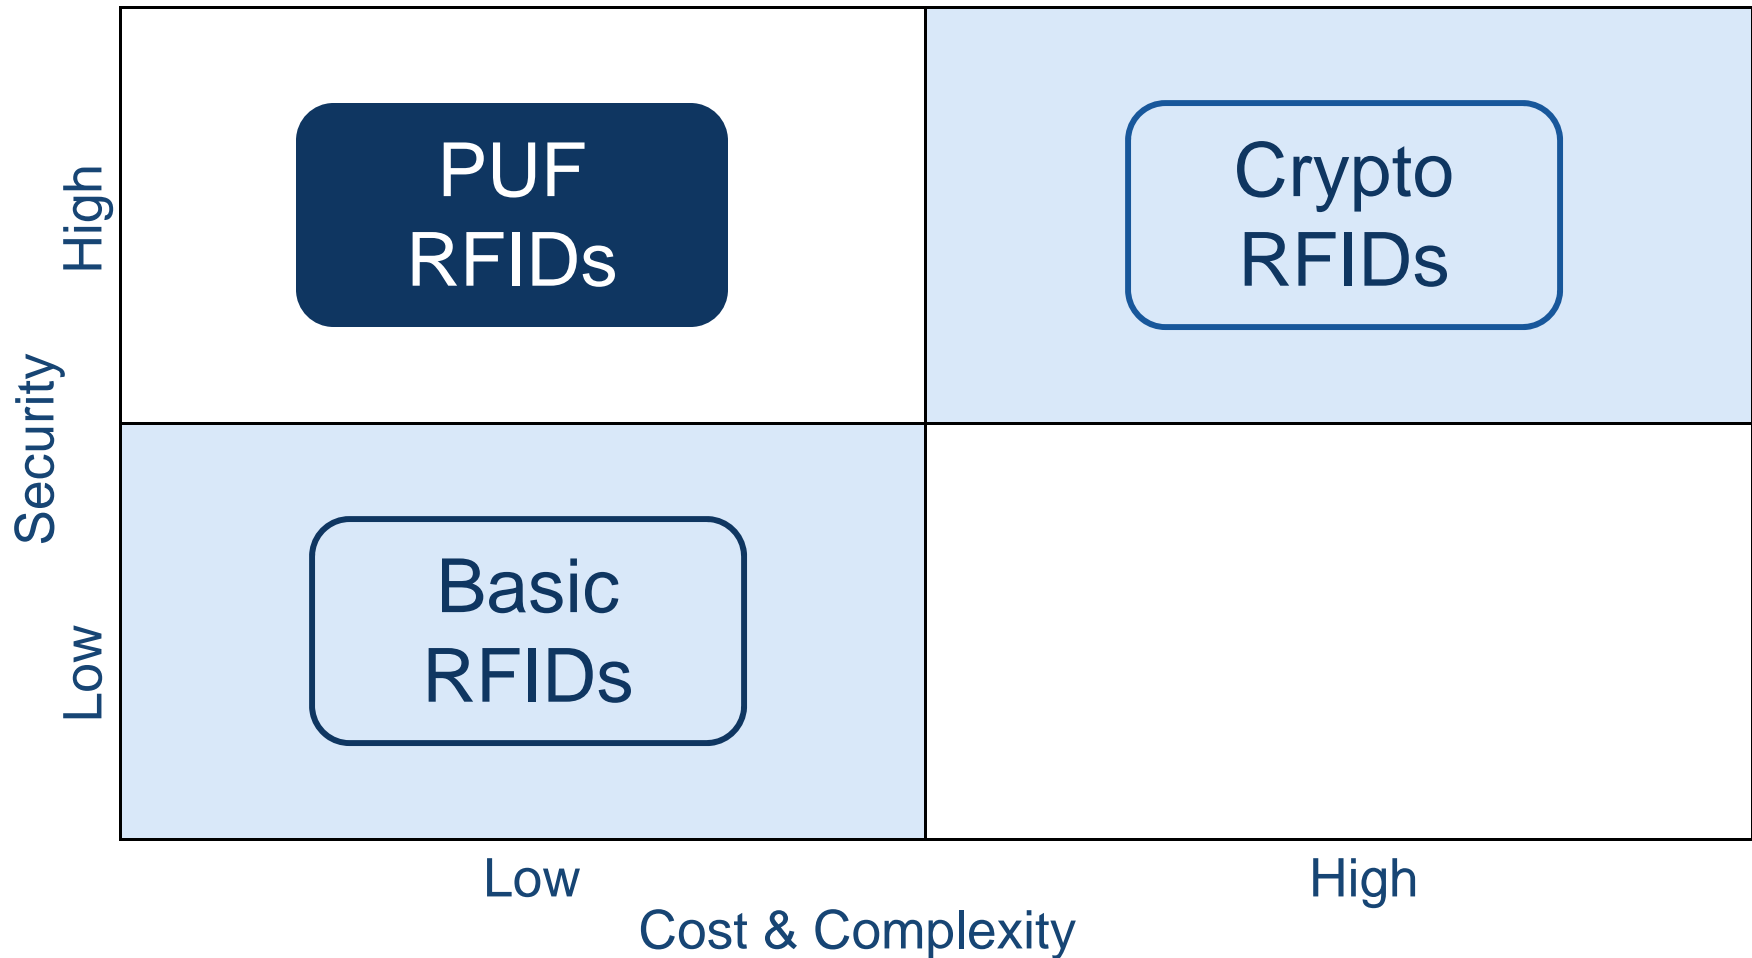 High
PUF
RFIDs
Crypto
RFIDs
Security
Low
Basic
RFIDs
Low
High
Cost & Complexity